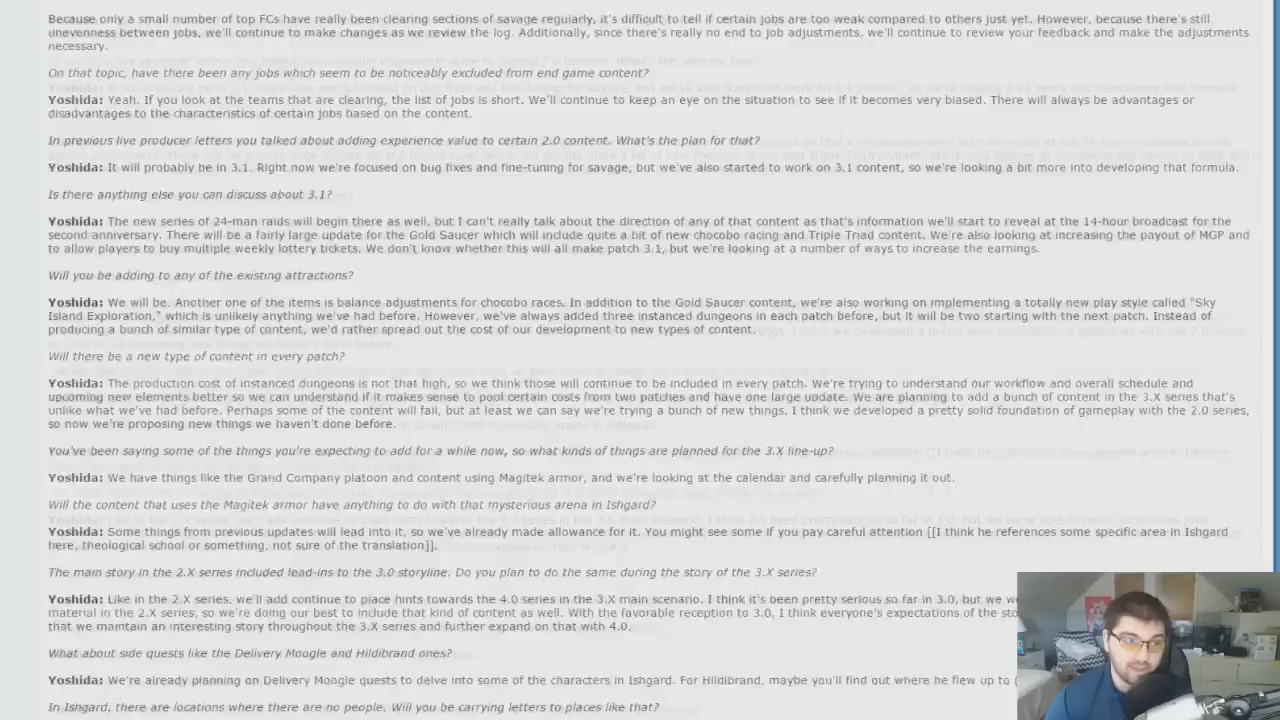 Because only a small number of top FCs have really been clearing sections of savage regularly, it's difficult to tell if certain jobs are too weak compared to others just yet. However, because there's still
unevenness between jobs, we'll continue to make changes as we review the log. Additionally, since there's really no end to job adjustments, we'll continue to review your feedback and make the adjustments
necessary.
On that topic, have there been any jobs which seem to be noticeably excluded from end game content?
Yoshida: Yeah. If you look at the teams that are clearing, the list of jobs is short. We'll continue to keep an eye on the situation to see if it becomes very biased. There will always be advantages or
disadvantages to the characteristics of certain jobs based on the content.
In previous live producer letters you talked about adding experience value to certain 2.0 content. What's the plan for that?
Yoshida: It will probably be in 3.1. Right now we're focused on bug fixes and fine-tuning for savage, but we've also started to work on 3.1 content, so we're looking a bit more into developing that formula.
Is there anything else you can discuss about 3.1?
Yoshida: The new series of 24-man raids will begin there as well, but I can't really talk about the direction of any of that content as that's information we'll start to reveal at the 14-hour broadcast for the
second anniversary. There will be a fairly large update for the Gold Saucer which will include quite a bit of new chocobo racing and Triple Triad content. We're also looking at increasing the payout of MGP and
to allow players to buy multiple weekly lottery tickets. We don't know whether this will all make patch 3.1, but we're looking at a number of ways to increase the earnings.
Will you be adding to any of the existing attractions?
Yoshida: We will be. Another one of the items is balance adjustments for chocobo races. In addition to the Gold Saucer content, we're also working on implementing a totally new play style called "Sky
Island Exploration," which is unlikely anything we've had before. However, we've always added three instanced dungeons in each patch before, but it will be two starting with the next patch. Instead of
producing a bunch of similar type of content, we'd rather spread out the cost of our development to new types of content.
Will there be a new type of content in every patch?
Yoshida: The production cost of instanced dungeons is not that high, so we think those will continue to be included in every patch. We're trying to understand our workflow and overall schedule and
upcoming new elements better so we can understand if it makes sense to pool certain costs from two patches and have one large update. We are planning to add a bunch of content in the 3.X series that's
unlike what we've had before. Perhaps some of the content will fail, but at least we can say we're trying a bunch of new things. I think we developed a pretty solid foundation of gameplay with the 2.0 series,
so now we're proposing new things we haven't done before.
You've been saying some of the things you're expecting to add for a while now, so what kinds of things are planned for the 3.X line-up?
Yoshida: We have things like the Grand Company platoon and content using Magitek armor, and we're looking at the calendar and carefully planning it out.
Will the content that uses the Magitek armor have anything to do with that mysterious arena in Ishgard?
Yoshida: Some things from previous updates will lead into it, so we've already made allowance for it. You might see some if you pay careful attention [[I think he references some specific area in Ishgard
here, theological school or something, not sure of the translation]].
The main story in the 2.X series included lead-ins to the 3.0 storyline. Do you plan to do the same during the story of the 3.X series?
Yoshida: Like in the 2.X series, we'll add continue to place hints towards the 4.0 series in the 3.X main scenario. I think it's been pretty serious so far in 3.0, but we
material in the 2.X series, so we're doing our best to include that kind of content as well. With the favorable reception to 3.0, I think everyone's expectations of the
that we maintain an interesting story throughout the 3.X series and further expand on that with 4.0.
What about side quests like the Delivery Moogle and Hildibrand ones?
Yoshida: We're already planning on Delivery Moogle quests to delve into some of the characters in Ishgard. For Hildibrand, maybe you'll find out where he flew up to (
In Ishgard, there are locations where there are no people. Will you be carrying letters to places like that?